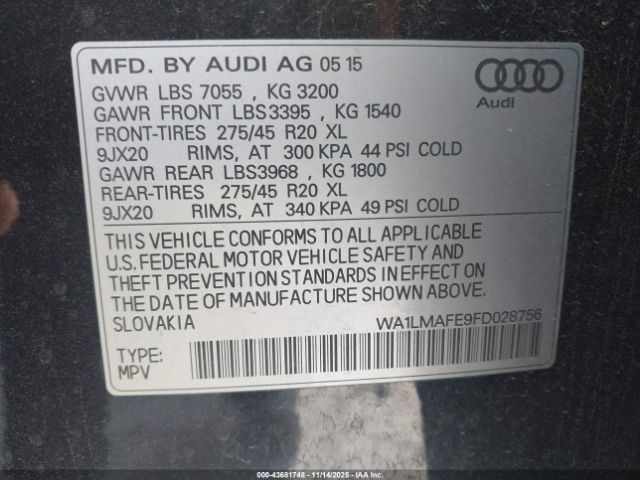 MFD. BY AUDI AG 05 15
GVWR LBS 7055 , KG 3200
GAWR FRONT LBS3395 , KG 1540
FRONT-TIRES 275/45 R20 XL
9JX20 RIMS, AT 300 KPA 44 PSI COLD
GAWR REAR LBS3968 , KG 1800
REAR-TIRES 275/45 R20 XL
9JX20 RIMS, AT 340 KPA 49 PSI COLD
Audi
THIS VEHICLE CONFORMS TO ALL APPLICABLE
U.S. FEDERAL MOTOR VEHICLE SAFETY AND
THEFT PREVENTION STANDARDS IN EFFECT ON
THE DATE OF MANUFACTURE SHOWN ABOVE.
SLOVAKIA WA1LMAFE9FD028756
TYPE:
MPV
000-43681748 - 11/14/2025 - IAA Inc.